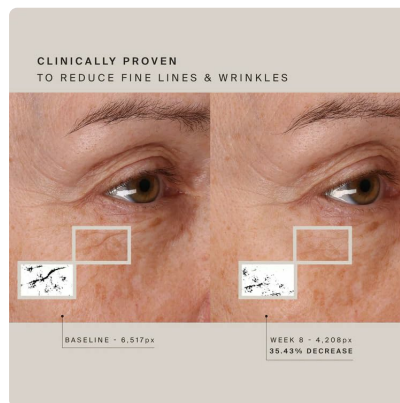 CLINICALLY PROVEN
TO REDUCE FINE LINES & WRINKLES
BASELINE - 6,517px
WEEK 8 - 4,208px
35.43% DECREASE